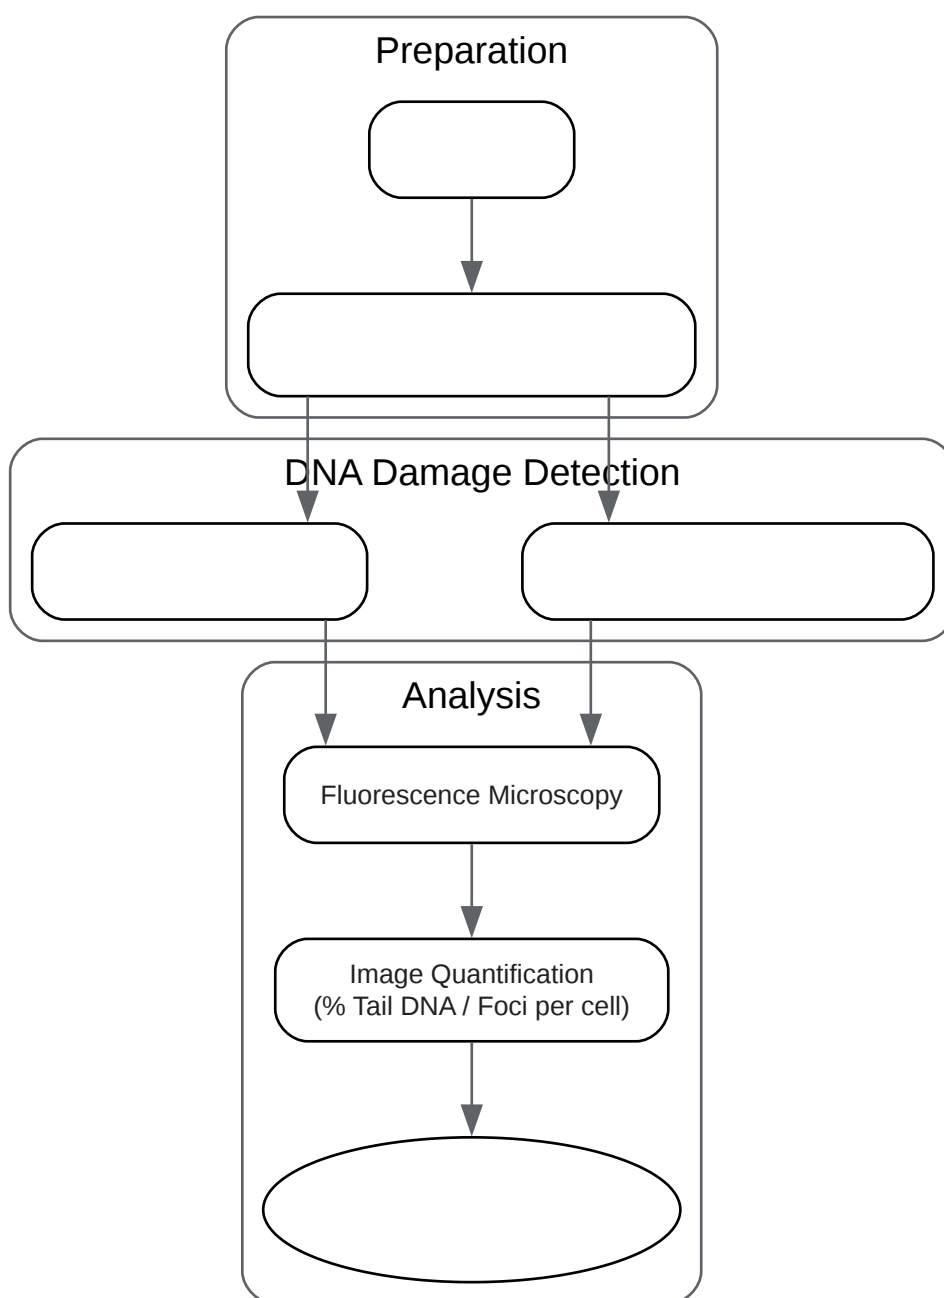 Preparation
DNA Damage Detection
Analysis
Fluorescence Microscopy
Image Quantification
(% Tail DNA / Foci per cell)